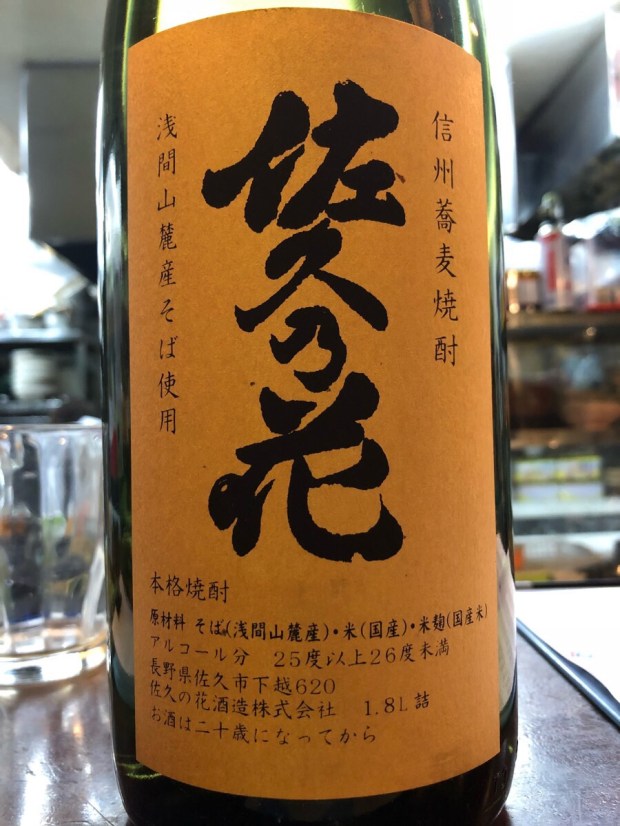 信州蕎麦焼酎
佐久乃花
浅間山麓産そば使用
本格焼酎
原材料 そば(浅間山麓産)・米(国産)・米麹(国産米)
アルコール分 25度以上26度未満
長野県佐久市下越620
佐久の花酒造株式会社 1.8L詰
お酒は二十歳になってから